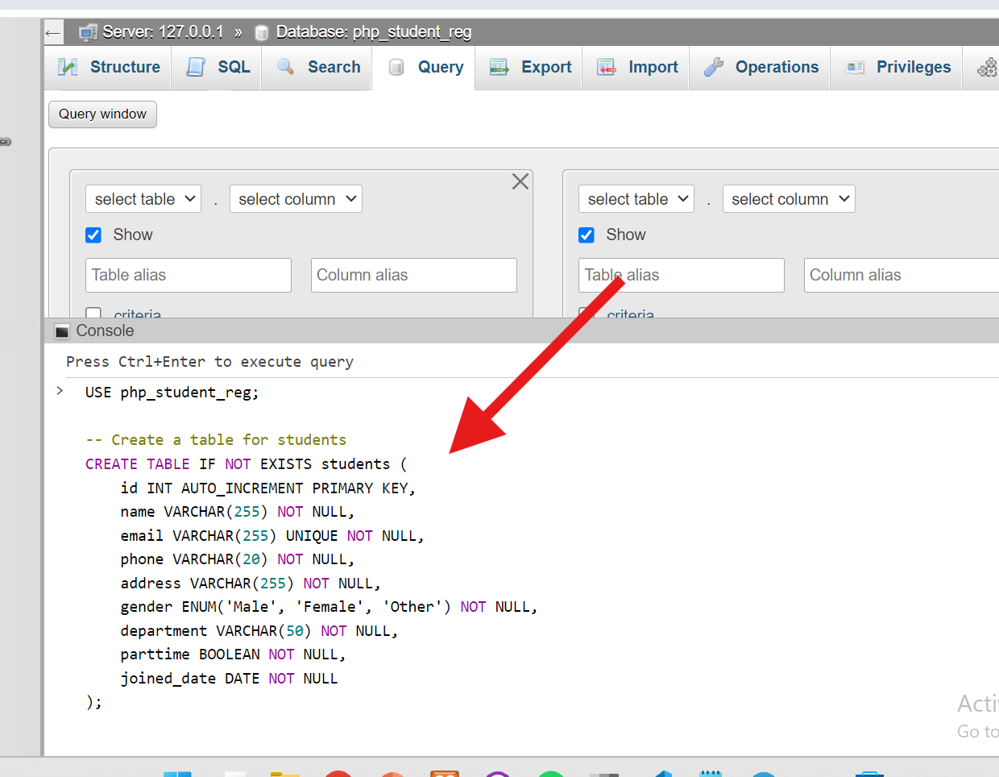 ← Server: 127.0.0.1 » Database: php_student_reg
Structure SQL Search Query Export Import Operations Privileges
Query window
select table . select column select table . select column
Show Show
Table alias Column alias Table alias Column alias
criteria criteria
Console
Press Ctrl+Enter to execute query
> USE php_student_reg;
-- Create a table for students
CREATE TABLE IF NOT EXISTS students (
id INT AUTO_INCREMENT PRIMARY KEY,
name VARCHAR(255) NOT NULL,
email VARCHAR(255) UNIQUE NOT NULL,
phone VARCHAR(20) NOT NULL,
address VARCHAR(255) NOT NULL,
gender ENUM('Male', 'Female', 'Other') NOT NULL,
department VARCHAR(50) NOT NULL,
parttime BOOLEAN NOT NULL,
joined_date DATE NOT NULL
);
Acti
Go to